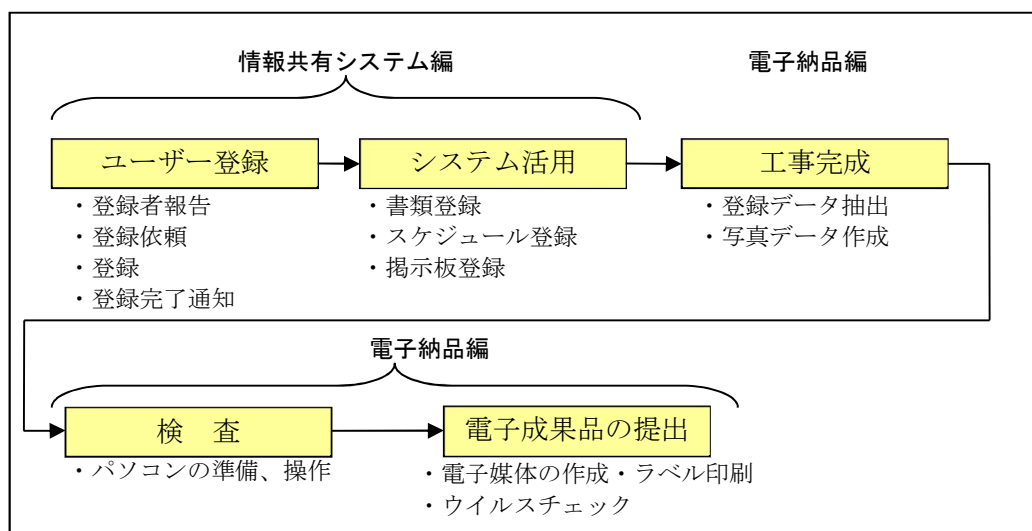 情報共有システム編
電子納品編
ユーザー登録
システム活用
工事完成
・登録者報告
・登録依頼
・登録
・登録完了通知
・書類登録
・スケジュール登録
・掲示板登録
・登録データ抽出
・写真データ作成
電子納品編
検　査
電子成果品の提出
・パソコンの準備、操作
・電子媒体の作成・ラベル印刷
・ウイルスチェック